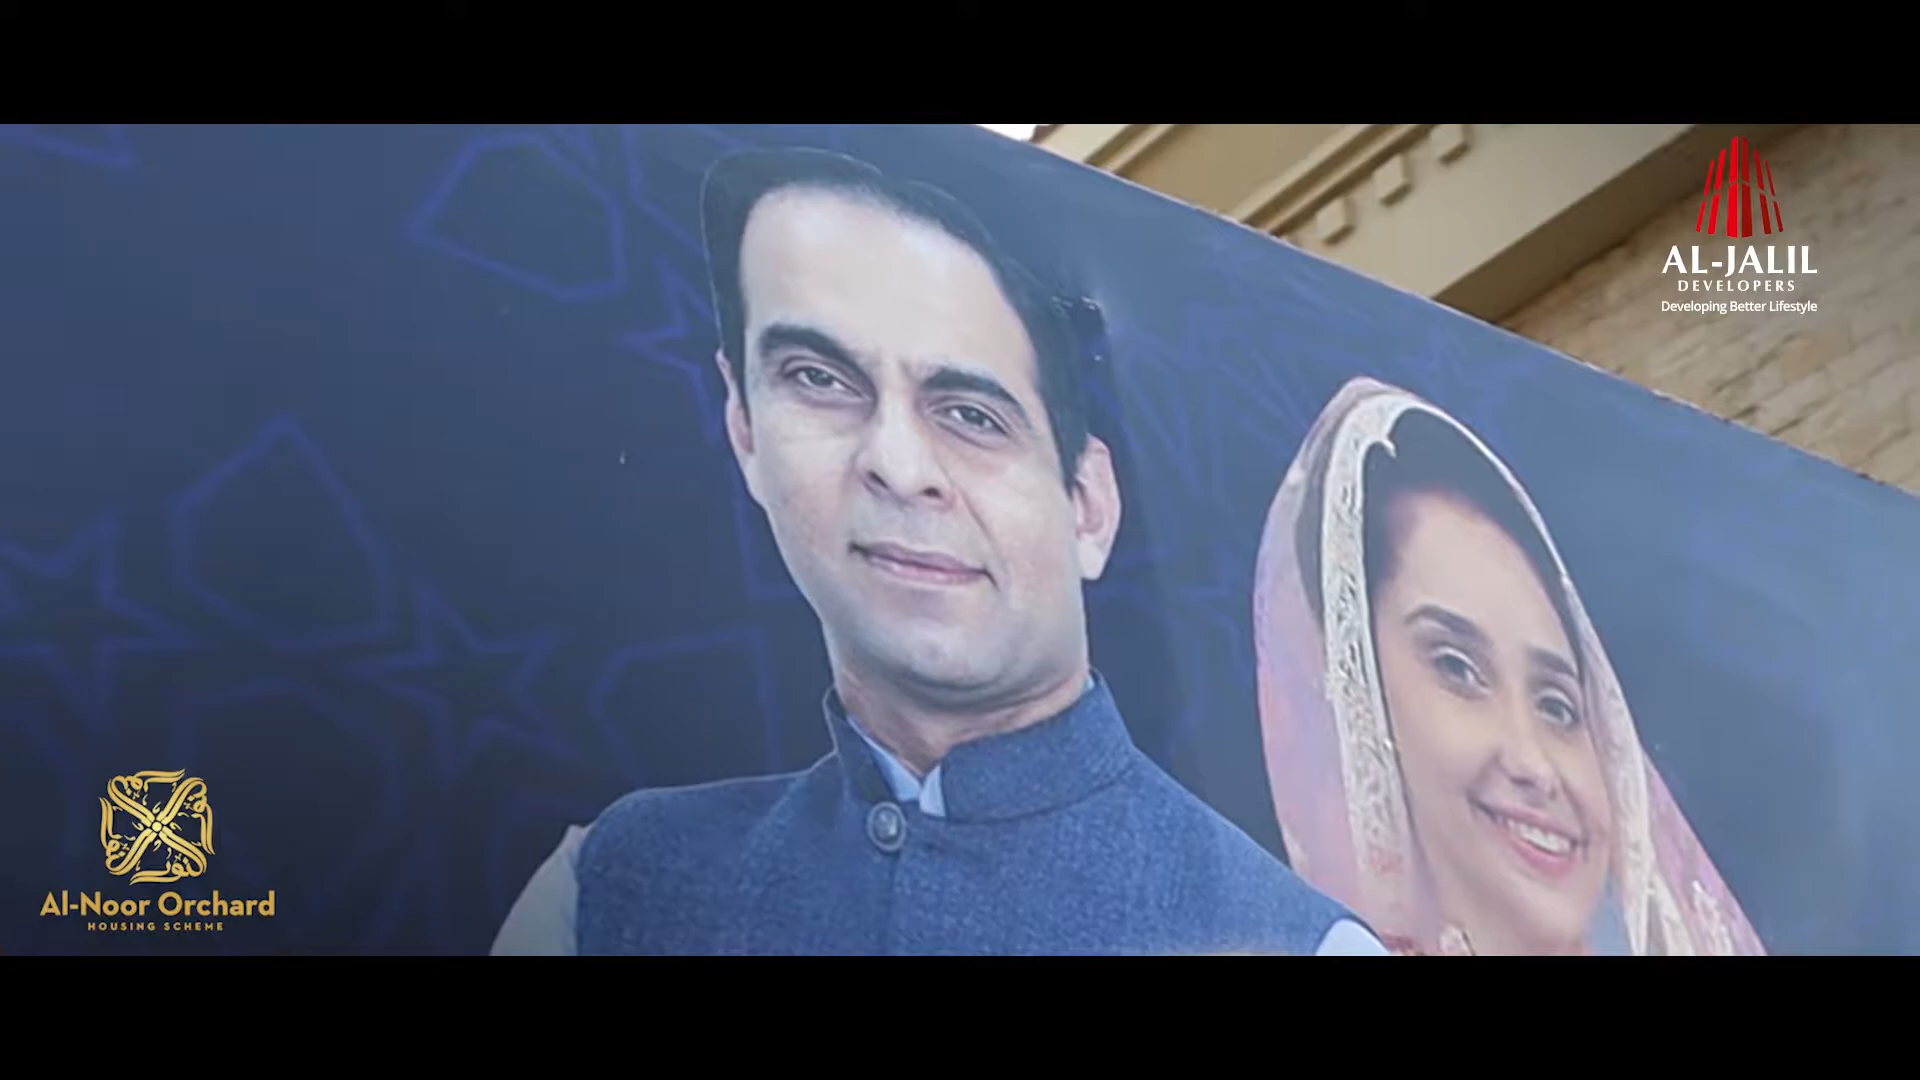 AL-JALIL
DEVELOPERS
Developing Better Lifestyle
Al-Noor Orchard
HOUSING SCHEME